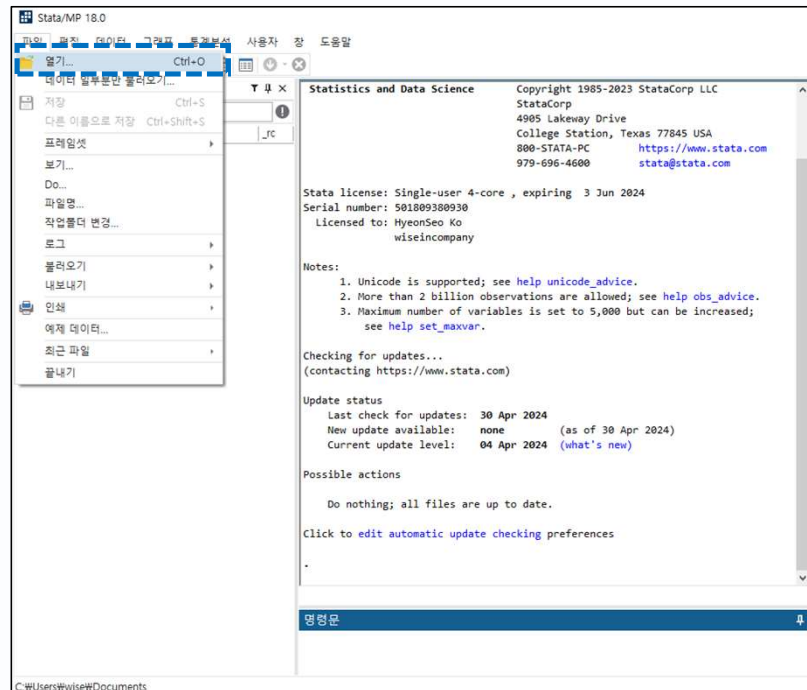 Stata/MP 18.0
파일 편집 데이터 그래프 통계분석 사용자 창 도움말
열기... Ctrl+O
데이터 일부분만 불러오기...
저장 Ctrl+S
다른 이름으로 저장 Ctrl+Shift+S
프레임셋
보기...
Do...
파일명...
작업폴더 변경...
로그
불러오기
내보내기
인쇄
예제 데이터...
최근 파일
끝내기
_rc
Statistics and Data Science Copyright 1985-2023 StataCorp LLC
StataCorp
4905 Lakeway Drive
College Station, Texas 77845 USA
800-STATA-PC https://www.stata.com
979-696-4600 stata@stata.com
Stata license: Single-user 4-core , expiring 3 Jun 2024
Serial number: 501809380930
Licensed to: HyeonSeo Ko
wiseincompany
Notes:
1. Unicode is supported; see help unicode_advice.
2. More than 2 billion observations are allowed; see help obs_advice.
3. Maximum number of variables is set to 5,000 but can be increased;
see help set_maxvar.
Checking for updates...
(contacting https://www.stata.com)
Update status
Last check for updates: 30 Apr 2024
New update available: none (as of 30 Apr 2024)
Current update level: 04 Apr 2024 (what's new)
Possible actions
Do nothing; all files are up to date.
Click to edit automatic update checking preferences
.
명령문
C:₩Users₩wise₩Documents